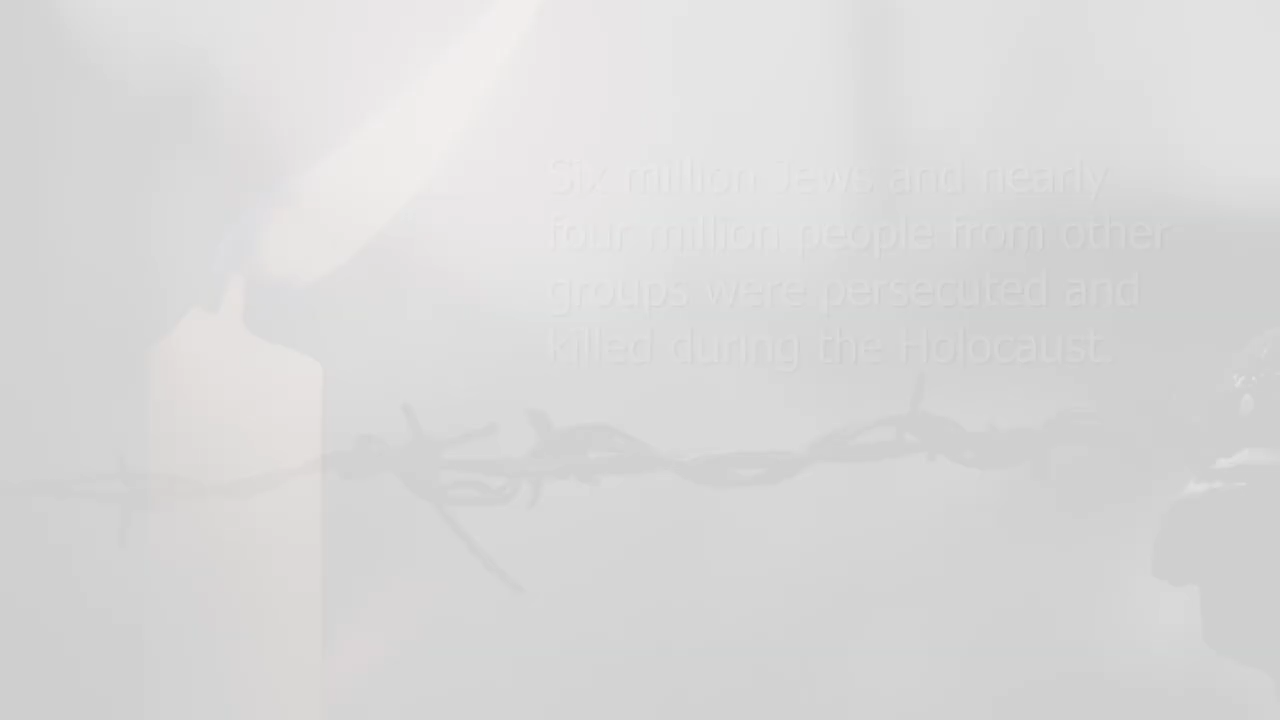 Six million Jews and nearly
four million people from other
groups were persecuted and
killed during the Holocaust.